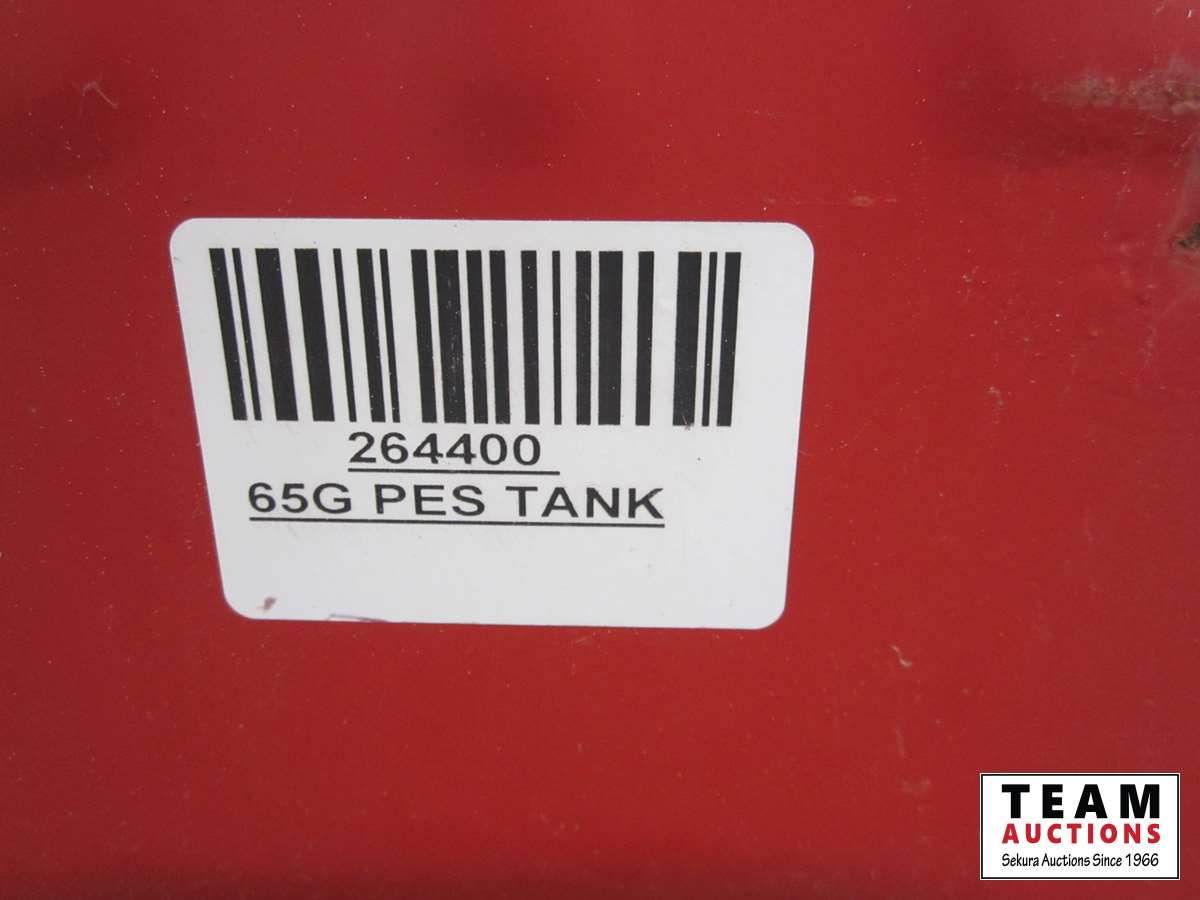 264400
65G PES TANK
TEAM
AUCTIONS
Sekura Auctions Since 1966